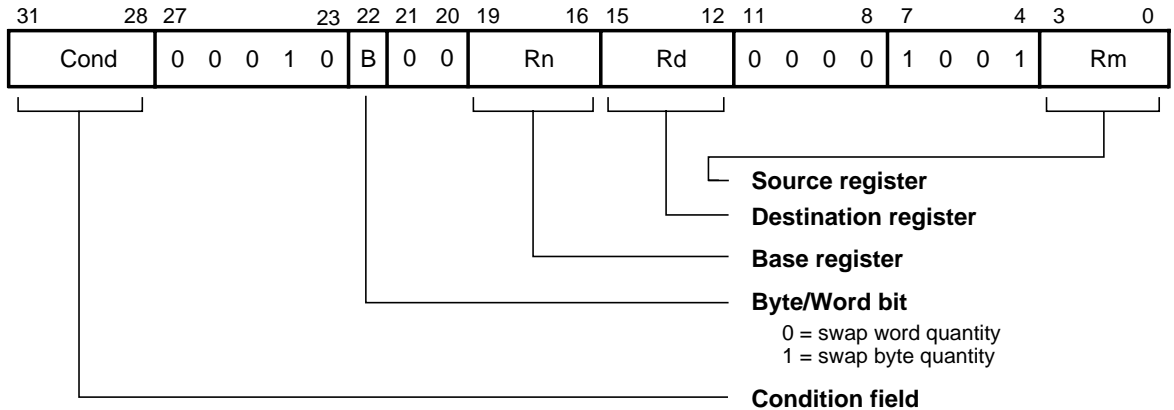 31 28 27 23 22 21 20 19 16 15 12 11 8 7 4 3 0
Cond 0 0 0 1 0 B 0 0 Rn Rd 0 0 0 0 1 0 0 1 Rm
Source register
Destination register
Base register
Byte/Word bit
0 = swap word quantity
1 = swap byte quantity
Condition field